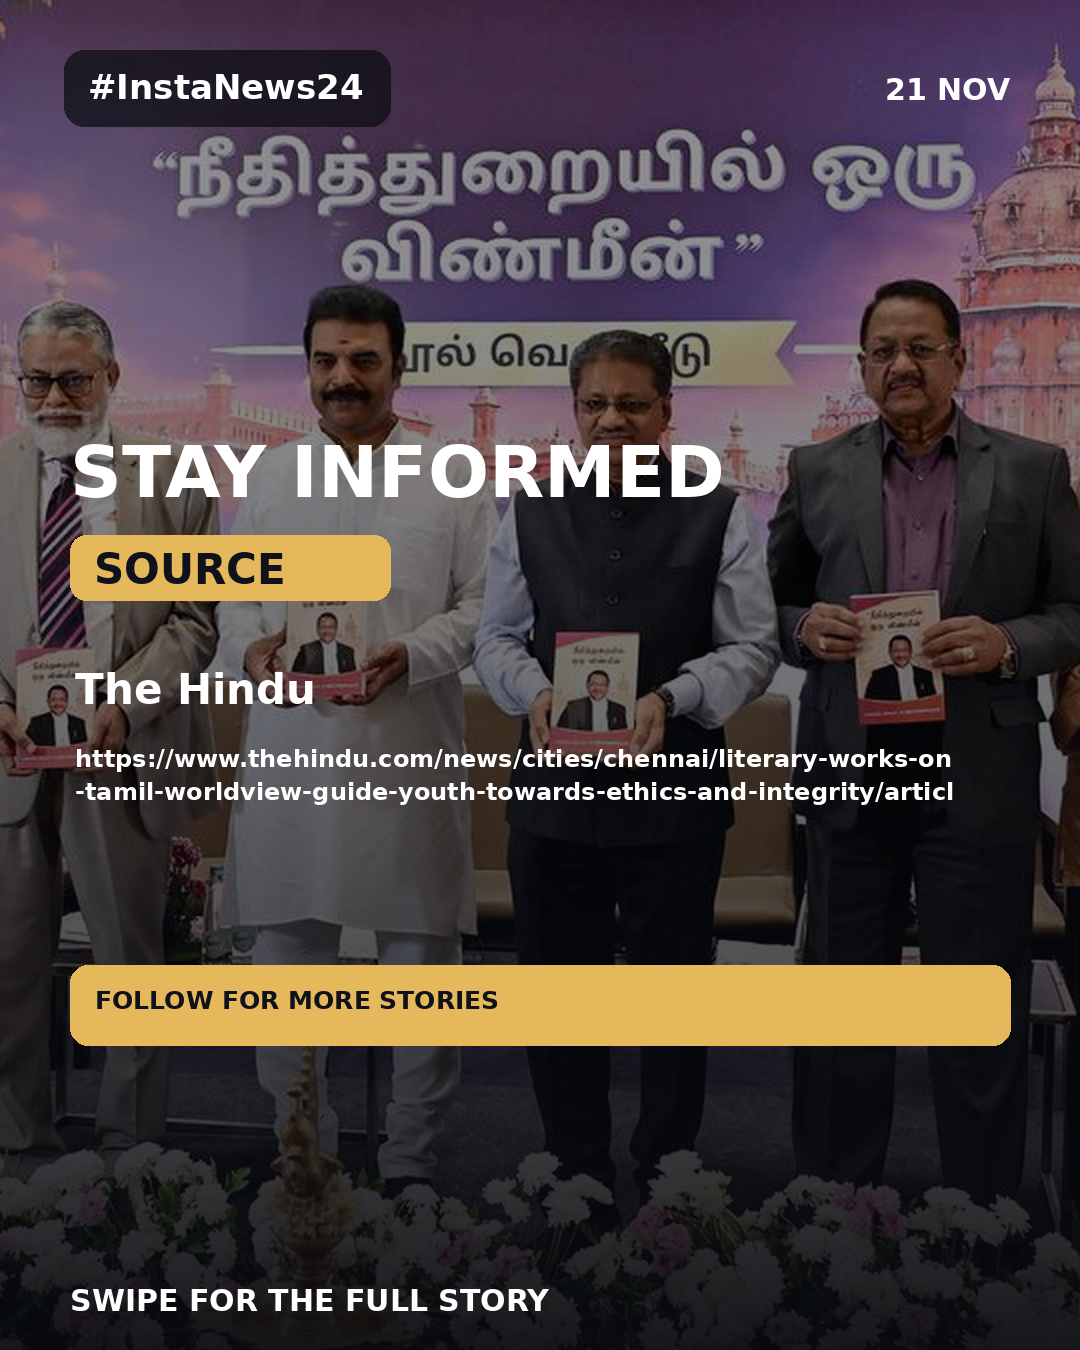 #InstaNews24
21 NOV
“நீதித்துறையில் ஒரு
விண்மீன்”
STAY INFORMED
SOURCE
நீதித்துறையில்
ஒரு விண்மீன்
The Hindu
https://www.thehindu.com/news/cities/chennai/literary-works-on
-tamil-worldview-guide-youth-towards-ethics-and-integrity/articl
FOLLOW FOR MORE STORIES
SWIPE FOR THE FULL STORY